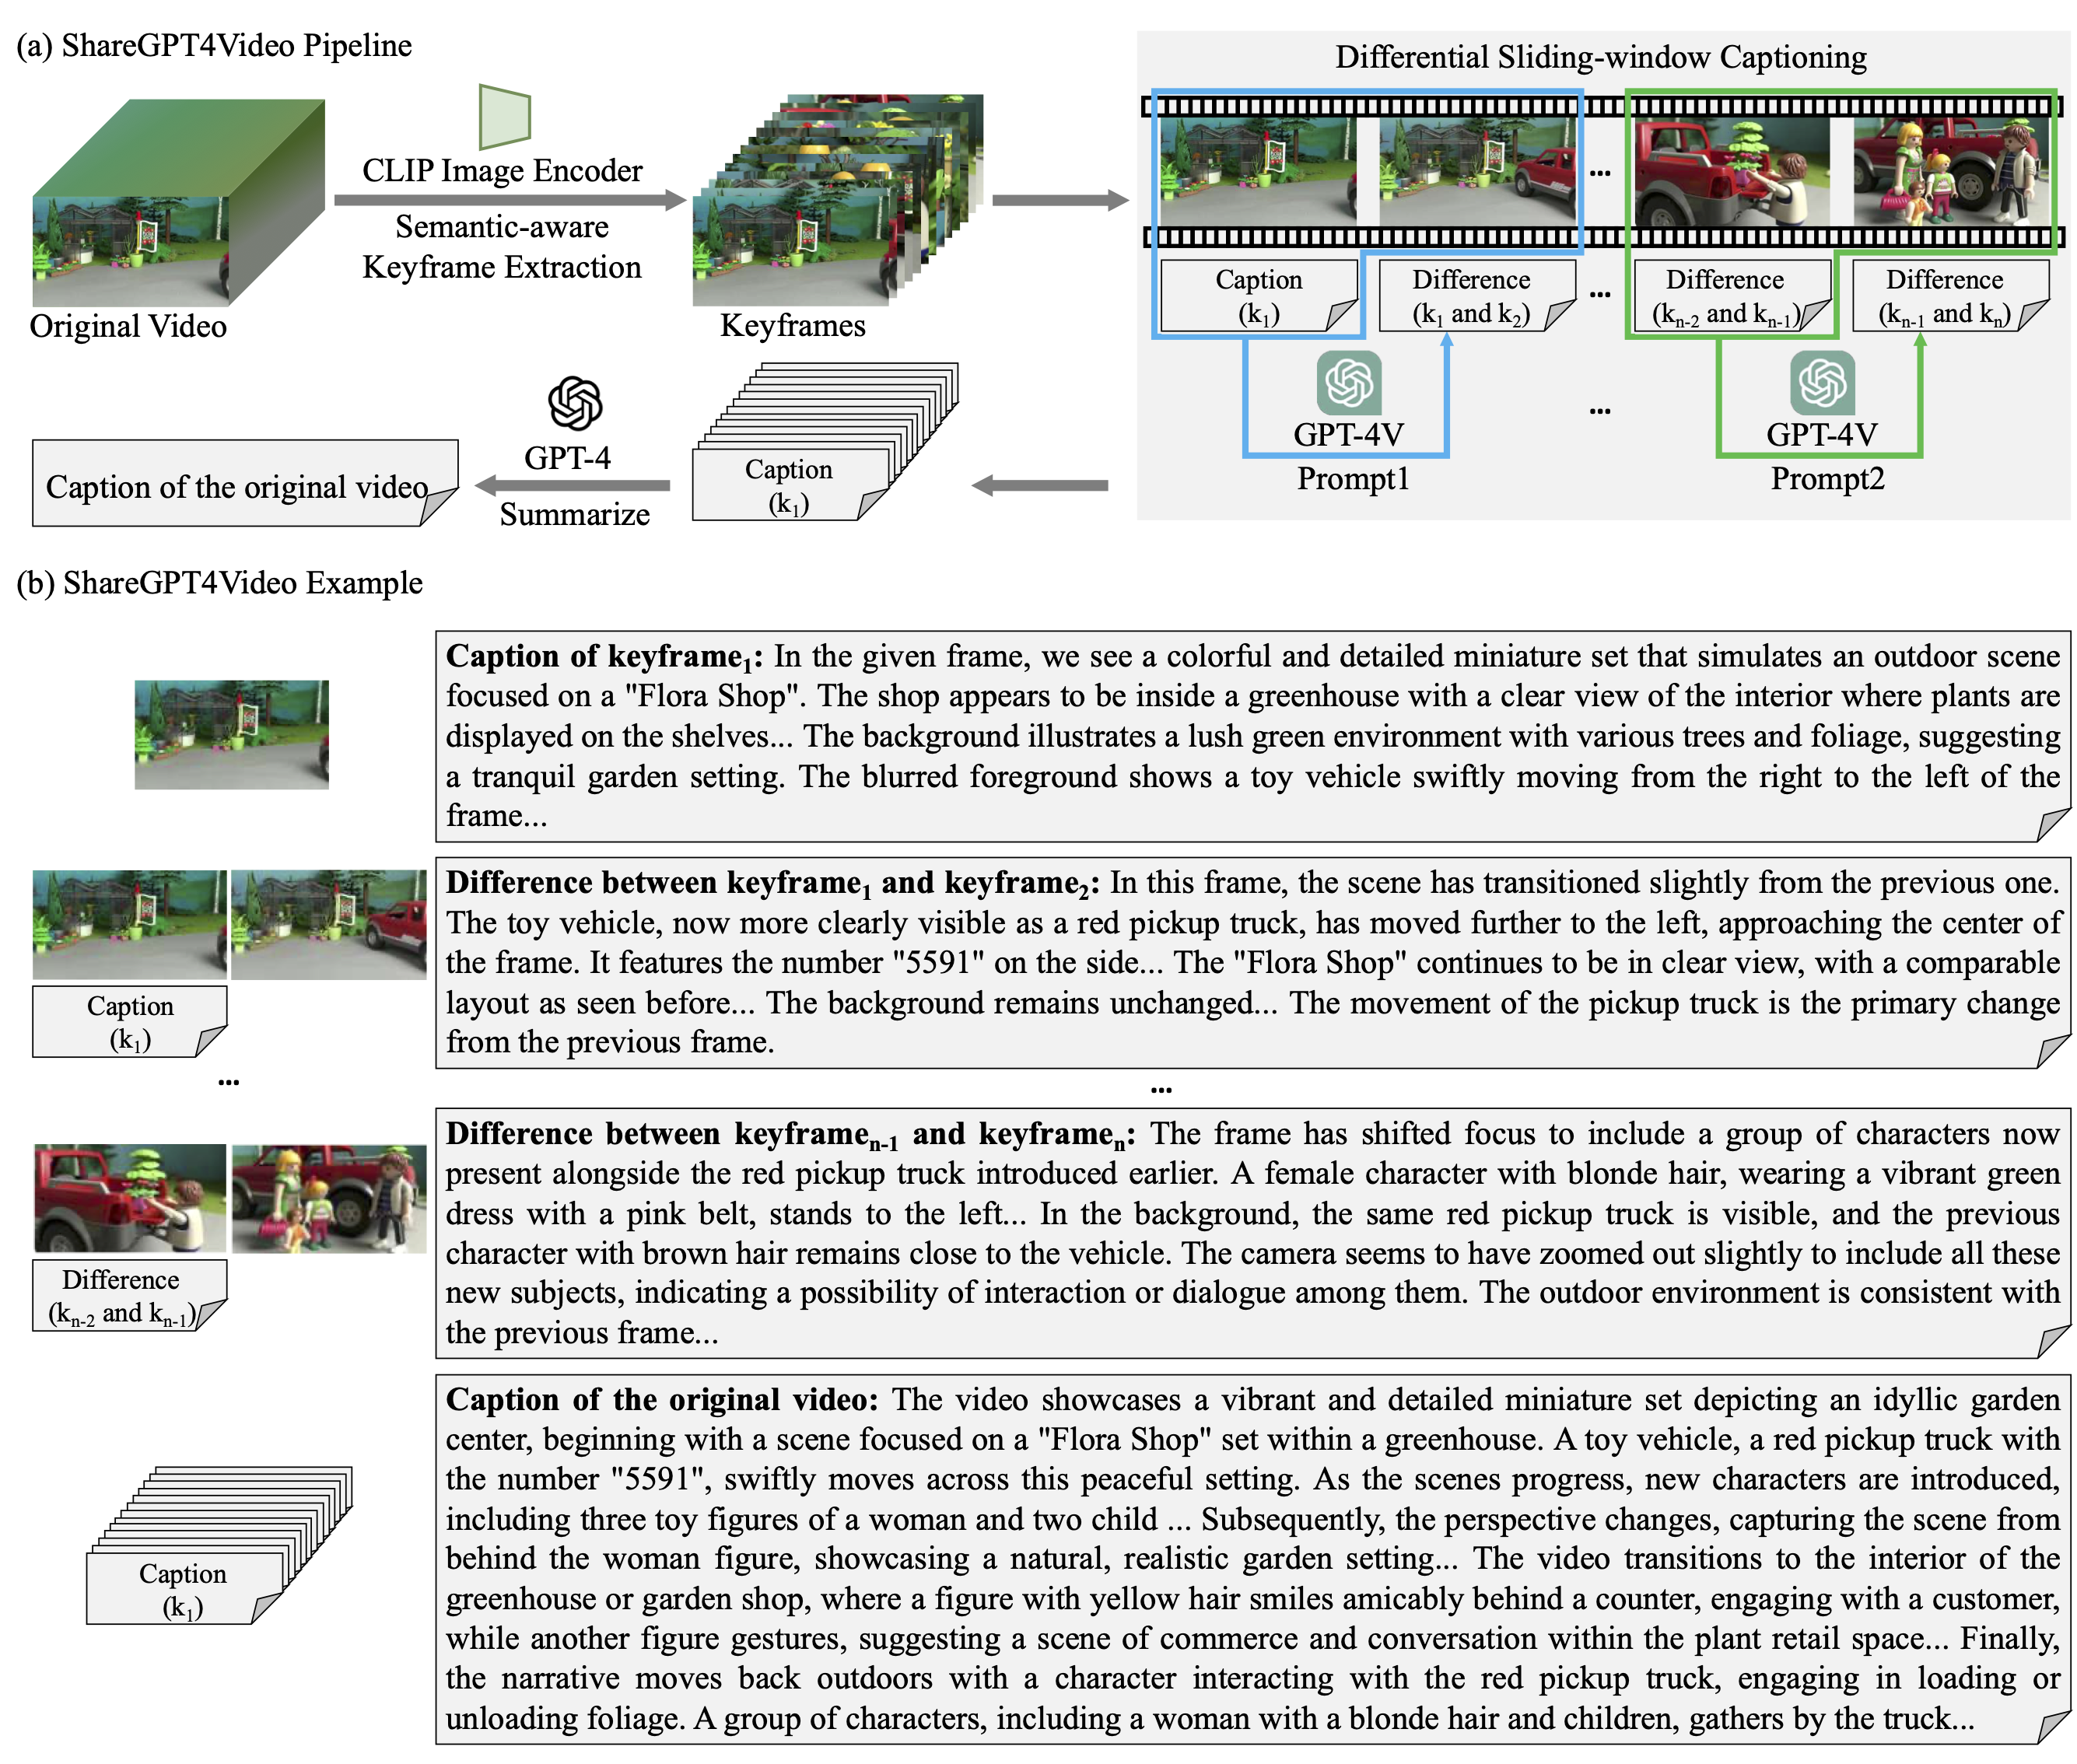 (a) ShareGPT4Video Pipeline
CLIP Image Encoder
Semantic-aware
Keyframe Extraction
Original Video
Keyframes
Differential Sliding-window Captioning
...
Caption
(k₁)
Difference
(k₁ and k₂)
...
Difference
(kₙ₋₂ and kₙ₋₁)
Difference
(kₙ₋₁ and kₙ)
GPT-4V
Prompt1
...
GPT-4V
Prompt2
Caption
(k₁)
GPT-4
Summarize
Caption of the original video
(b) ShareGPT4Video Example
Caption of keyframe₁: In the given frame, we see a colorful and detailed miniature set that simulates an outdoor scene
focused on a "Flora Shop". The shop appears to be inside a greenhouse with a clear view of the interior where plants are
displayed on the shelves... The background illustrates a lush green environment with various trees and foliage, suggesting
a tranquil garden setting. The blurred foreground shows a toy vehicle swiftly moving from the right to the left of the
frame...
Caption
(k₁)
Difference between keyframe₁ and keyframe₂: In this frame, the scene has transitioned slightly from the previous one.
The toy vehicle, now more clearly visible as a red pickup truck, has moved further to the left, approaching the center of
the frame. It features the number "5591" on the side... The "Flora Shop" continues to be in clear view, with a comparable
layout as seen before... The background remains unchanged... The movement of the pickup truck is the primary change
from the previous frame.
...
...
Difference
(kₙ₋₂ and kₙ₋₁)
Difference between keyframeₙ₋₁ and keyframeₙ: The frame has shifted focus to include a group of characters now
present alongside the red pickup truck introduced earlier. A female character with blonde hair, wearing a vibrant green
dress with a pink belt, stands to the left... In the background, the same red pickup truck is visible, and the previous
character with brown hair remains close to the vehicle. The camera seems to have zoomed out slightly to include all these
new subjects, indicating a possibility of interaction or dialogue among them. The outdoor environment is consistent with
the previous frame...
Caption
(k₁)
Caption of the original video: The video showcases a vibrant and detailed miniature set depicting an idyllic garden
center, beginning with a scene focused on a "Flora Shop" set within a greenhouse. A toy vehicle, a red pickup truck with
the number "5591", swiftly moves across this peaceful setting. As the scenes progress, new characters are introduced,
including three toy figures of a woman and two child ... Subsequently, the perspective changes, capturing the scene from
behind the woman figure, showcasing a natural, realistic garden setting... The video transitions to the interior of the
greenhouse or garden shop, where a figure with yellow hair smiles amicably behind a counter, engaging with a customer,
while another figure gestures, suggesting a scene of commerce and conversation within the plant retail space... Finally,
the narrative moves back outdoors with a character interacting with the red pickup truck, engaging in loading or
unloading foliage. A group of characters, including a woman with a blonde hair and children, gathers by the truck...